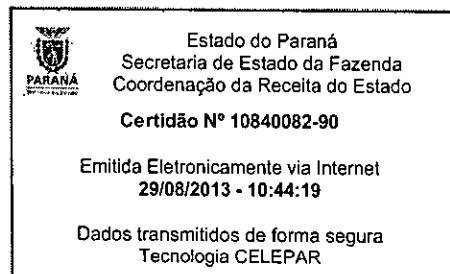 Estado do Paraná
Secretaria de Estado da Fazenda
Coordenação da Receita do Estado
PARANÁ
Certidão Nº 10840082-90
Emitida Eletronicamente via Internet
29/08/2013 - 10:44:19
Dados transmitidos de forma segura
Tecnologia CELEPAR